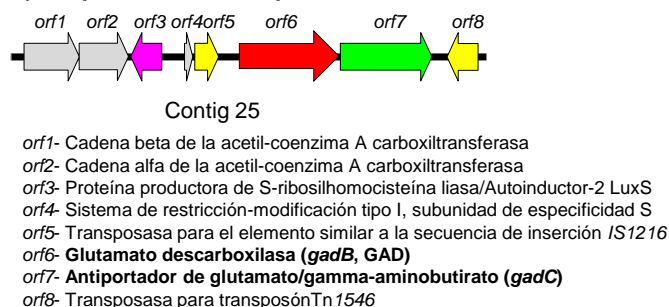 orf1 orf2 orf3 orf4orf5 orf6 orf7 orf8
Contig 25
orf1- Cadena beta de la acetil-coenzima A carboxiltransferasa
orf2- Cadena alfa de la acetil-coenzima A carboxiltransferasa
orf3- Proteína productora de S-ribosilhomocisteína liasa/Autoinductor-2 LuxS
orf4- Sistema de restricción-modificación tipo I, subunidad de especificidad S
orf5- Transposasa para el elemento similar a la secuencia de inserción IS1216
orf6- Glutamato descarboxilasa (gadB, GAD)
orf7- Antiportador de glutamato/gamma-aminobutirato (gadC)
orf8- Transposasa para transposónTn1546